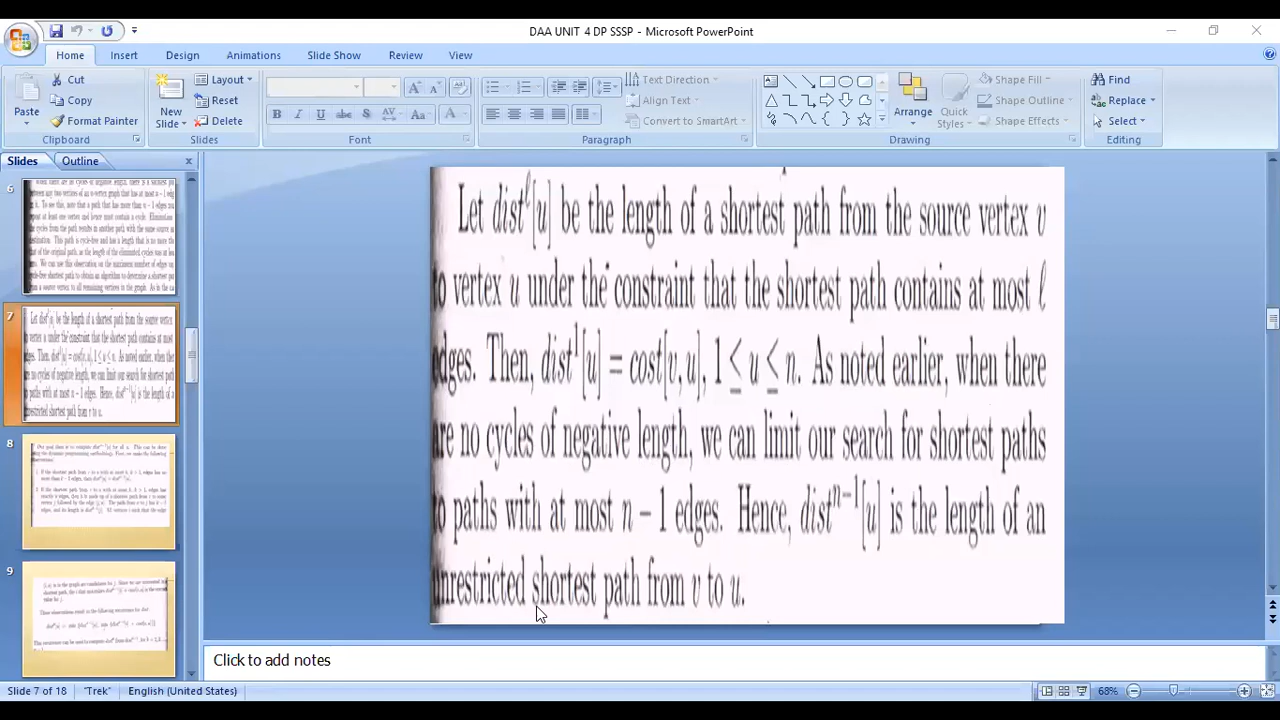 DAA UNIT 4 DP SSSP - Microsoft PowerPoint
Home Insert Design Animations Slide Show Review View
Cut
Copy
Format Painter
Paste
Clipboard
New
Slide
Layout
Reset
Delete
Slides
B I U abc S AV Aa A
Font
Paragraph
Text Direction
Align Text
Convert to SmartArt
Arrange
Quick
Styles
Shape Fill
Shape Outline
Shape Effects
Drawing
Find
Replace
Select
Editing
Slides Outline
6
7
8
9
Let dist^l[u] be the length of a shortest path from the source vertex v
to vertex u under the constraint that the shortest path contains at most l
edges. Then, dist^1[u] = cost[v, u], 1 ≤ u ≤ n. As noted earlier, when there
are no cycles of negative length, we can limit our search for shortest paths
to paths with at most n − 1 edges. Hence, dist^n−1[u] is the length of an
unrestricted shortest path from v to u.
Click to add notes
Slide 7 of 18 "Trek" English (United States) 68%